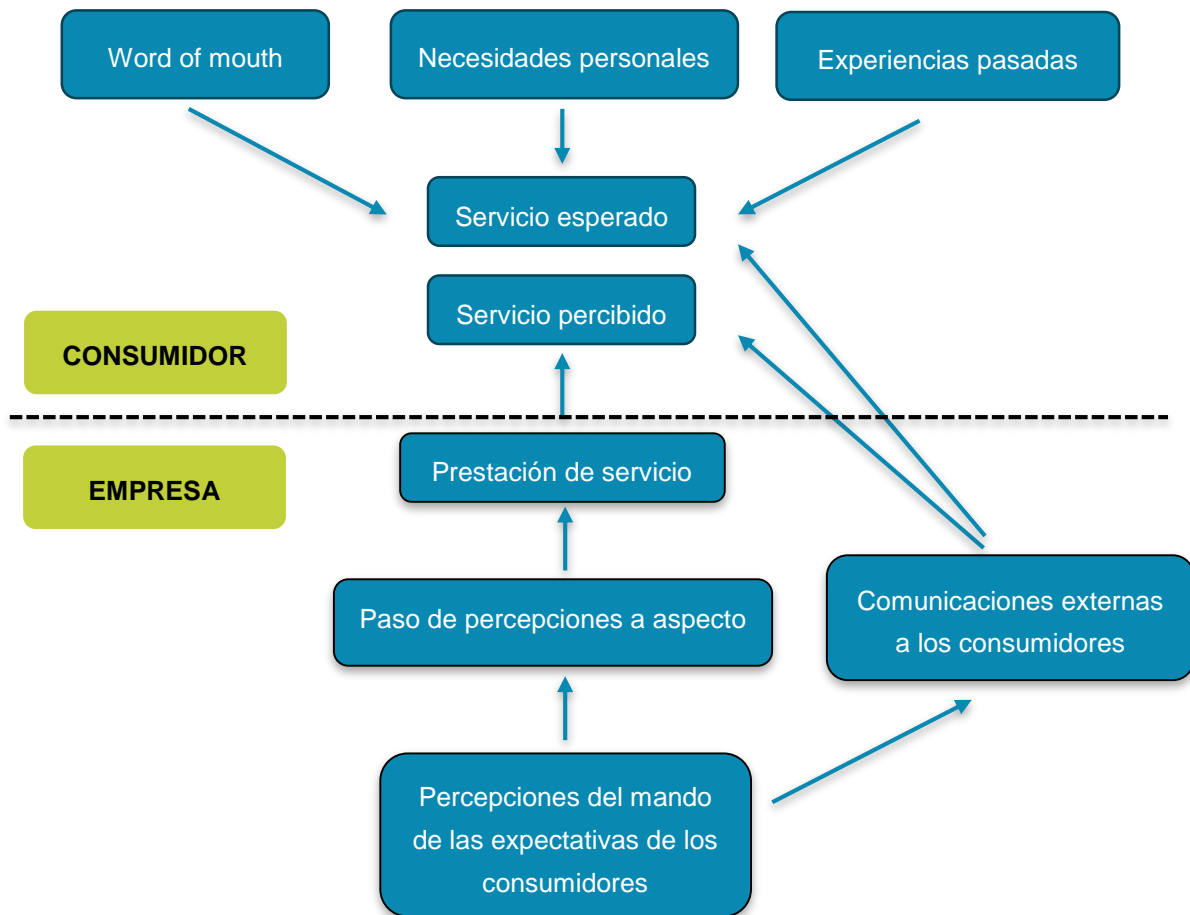 Word of mouth
Necesidades personales
Experiencias pasadas
Servicio esperado
Servicio percibido
CONSUMIDOR
EMPRESA
Prestación de servicio
Paso de percepciones a aspecto
Comunicaciones externas
a los consumidores
Percepciones del mando
de las expectativas de los
consumidores